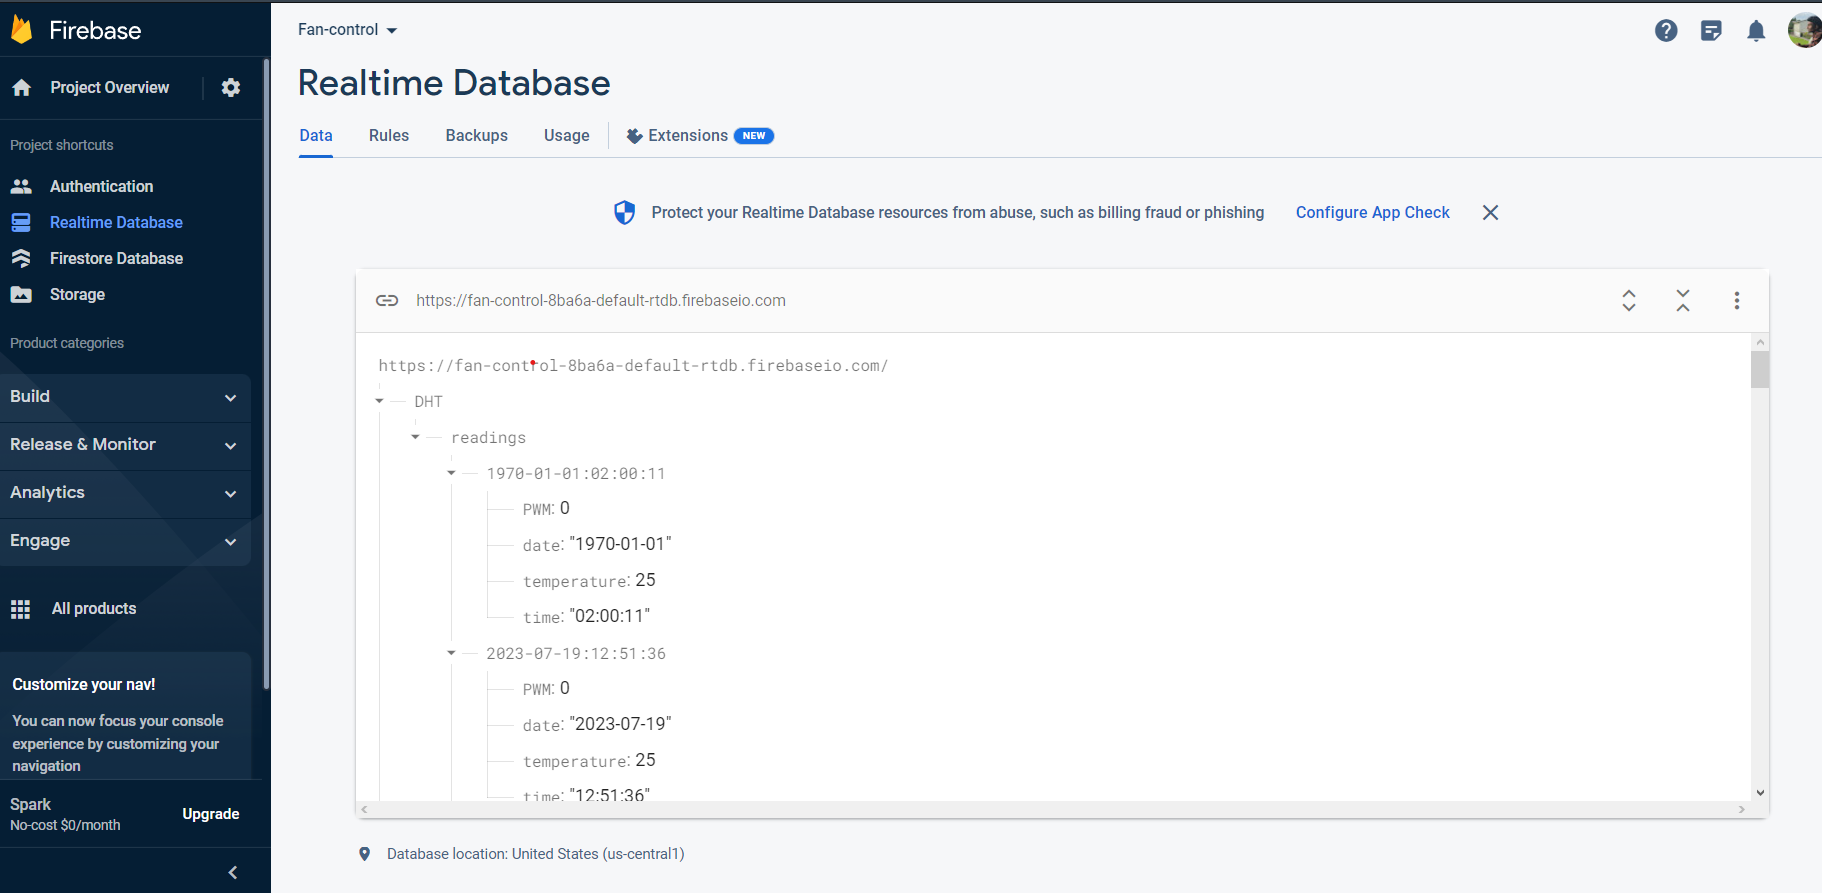 Firebase
Project Overview
Project shortcuts
Authentication
Realtime Database
Firestore Database
Storage
Product categories
Build
Release & Monitor
Analytics
Engage
All products
Customize your nav!
You can now focus your console
experience by customizing your
navigation
Spark
No-cost $0/month
Upgrade
Fan-control
Realtime Database
Data Rules Backups Usage Extensions NEW
Protect your Realtime Database resources from abuse, such as billing fraud or phishing Configure App Check
https://fan-control-8ba6a-default-rtdb.firebaseio.com
https://fan-control-8ba6a-default-rtdb.firebaseio.com/
DHT
readings
1970-01-01:02:00:11
PWM: 0
date: "1970-01-01"
temperature: 25
time: "02:00:11"
2023-07-19:12:51:36
PWM: 0
date: "2023-07-19"
temperature: 25
time: "12:51:36"
Database location: United States (us-central1)